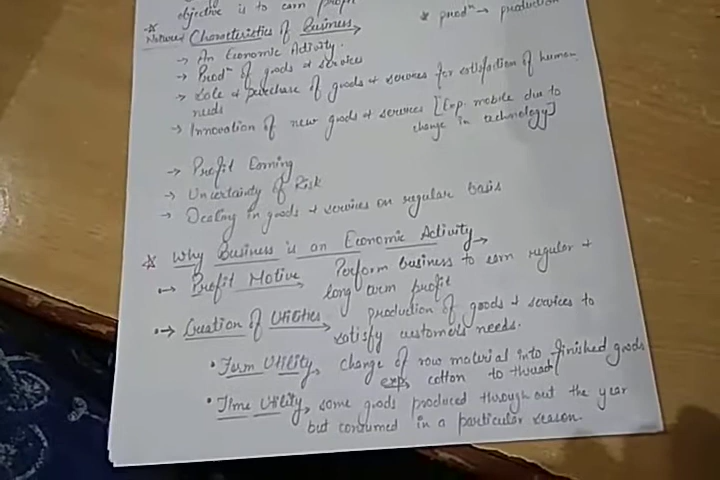 objective is to earn profit
* prodⁿ → production
☆ Nature & Characteristics of Business →
→ An Economic Activity.
→ Prodⁿ of goods & services
→ Sale & purchase of goods & services for satisfaction of human
needs
→ Innovation of new goods & services [Exp. mobile due to
change in technology]
→ Profit Earning
→ Uncertainty of Risk
→ Dealing in goods & services on regular basis
☆ Why Business is an Economic Activity →
→ Profit Motive → Perform business to earn regular &
long term profit
• → Creation of Utilities → production of goods & services to
satisfy customers needs.
• Form Utility, change of row material into finished goods
exp, cotton to thread
• Time Utility, some goods produced through out the year
but consumed in a particular season.